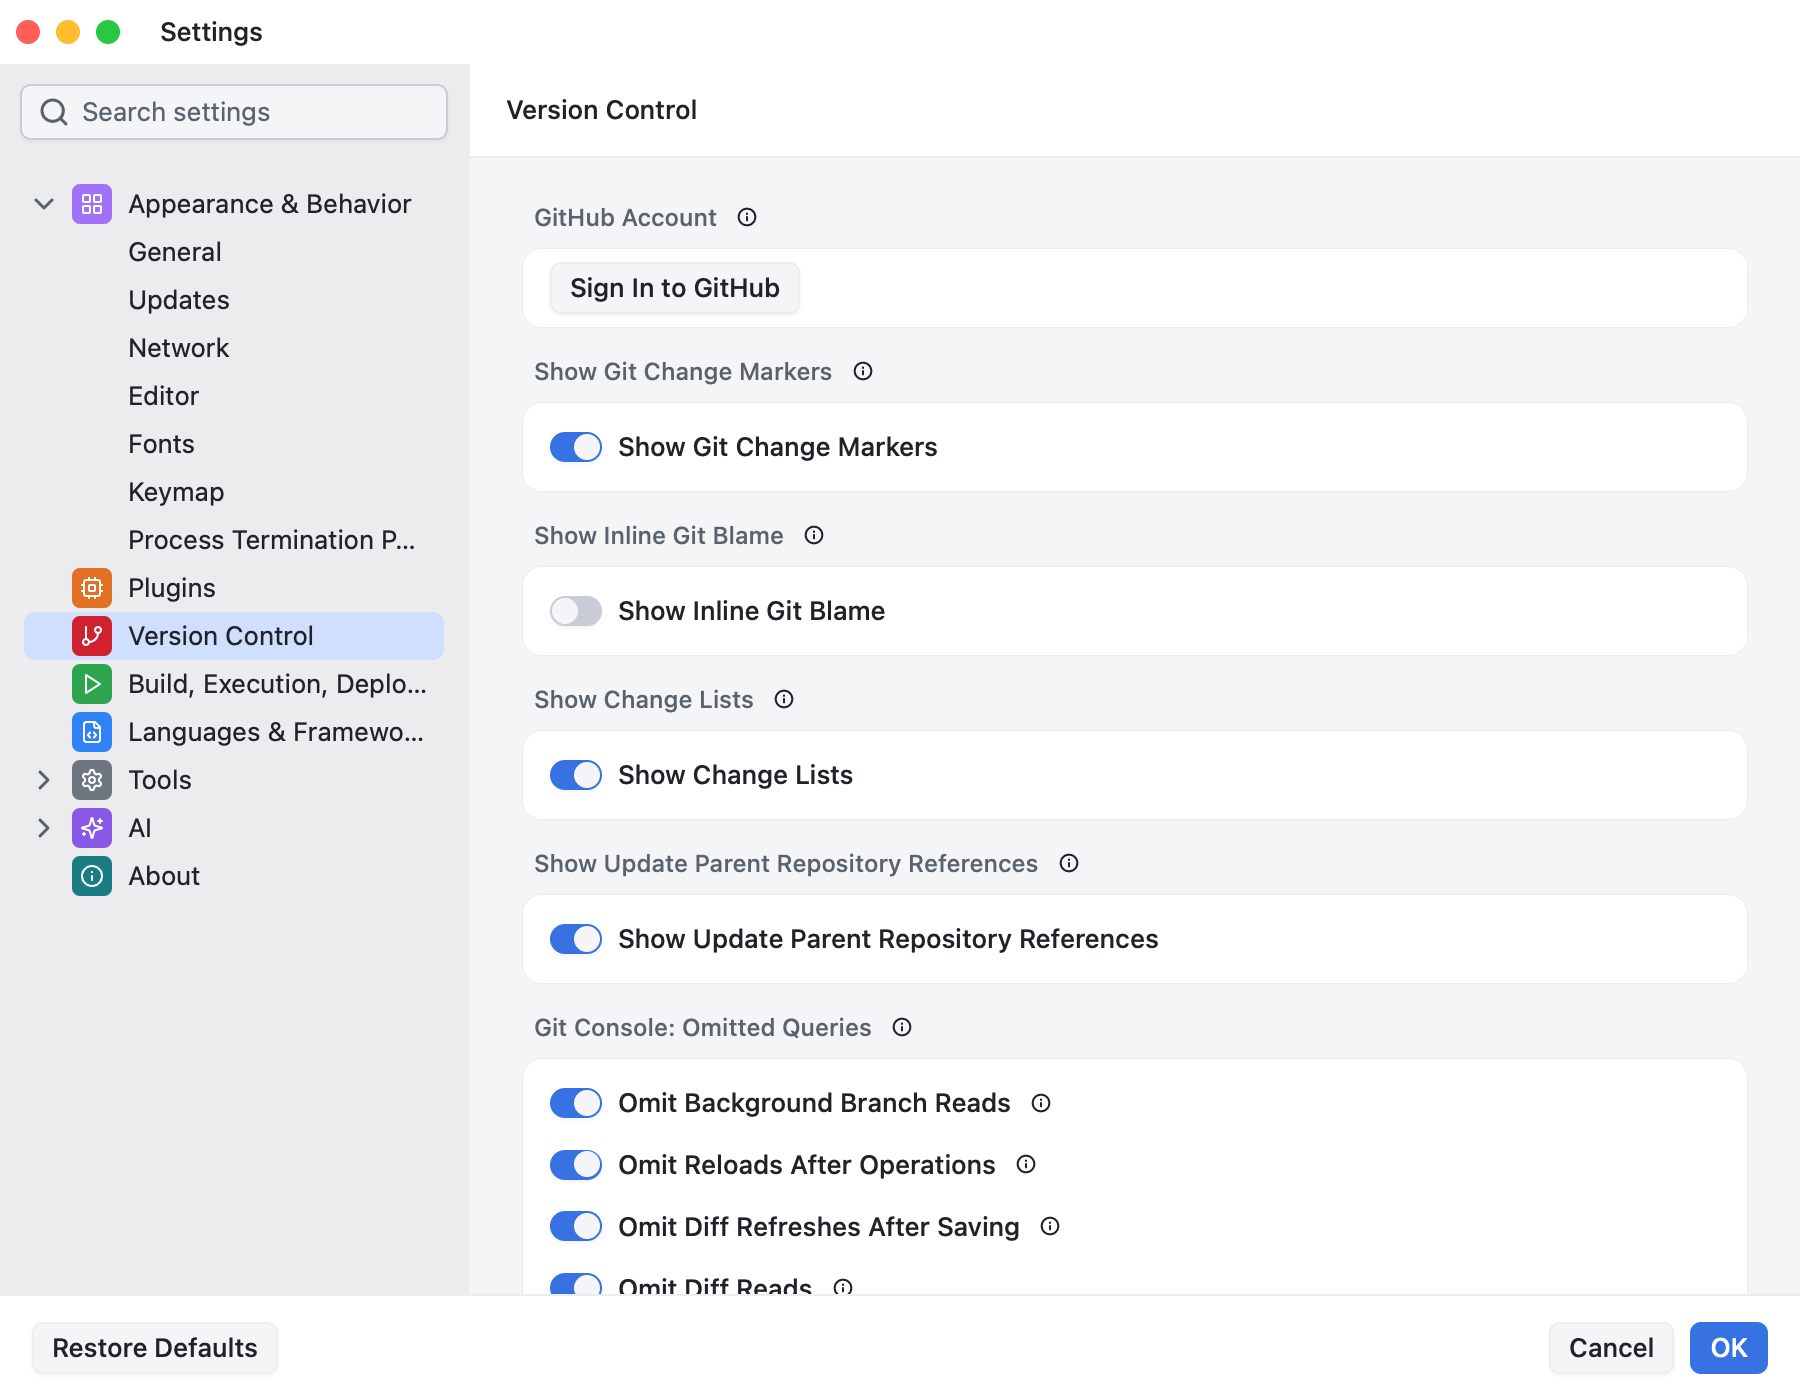 Settings
Search settings
Appearance & Behavior
General
Updates
Network
Editor
Fonts
Keymap
Process Termination P...
Plugins
Version Control
Build, Execution, Deplo...
Languages & Framewo...
Tools
AI
About
Version Control
GitHub Account
Sign In to GitHub
Show Git Change Markers
Show Git Change Markers
Show Inline Git Blame
Show Inline Git Blame
Show Change Lists
Show Change Lists
Show Update Parent Repository References
Show Update Parent Repository References
Git Console: Omitted Queries
Omit Background Branch Reads
Omit Reloads After Operations
Omit Diff Refreshes After Saving
Omit Diff Reads
Restore Defaults
Cancel
OK